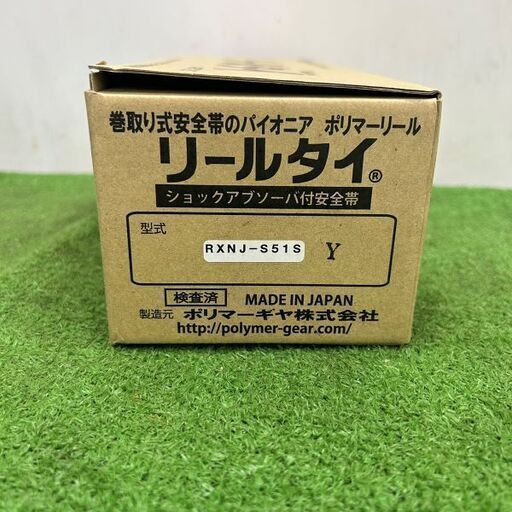 巻取り式安全帯のパイオニア ポリマーリール
リールタイ®
ショックアブソーバ付安全帯
型式
RXNJ-S51S Y
検査済 MADE IN JAPAN
製造元 ポリマーギヤ株式会社
http://polymer-gear.com/